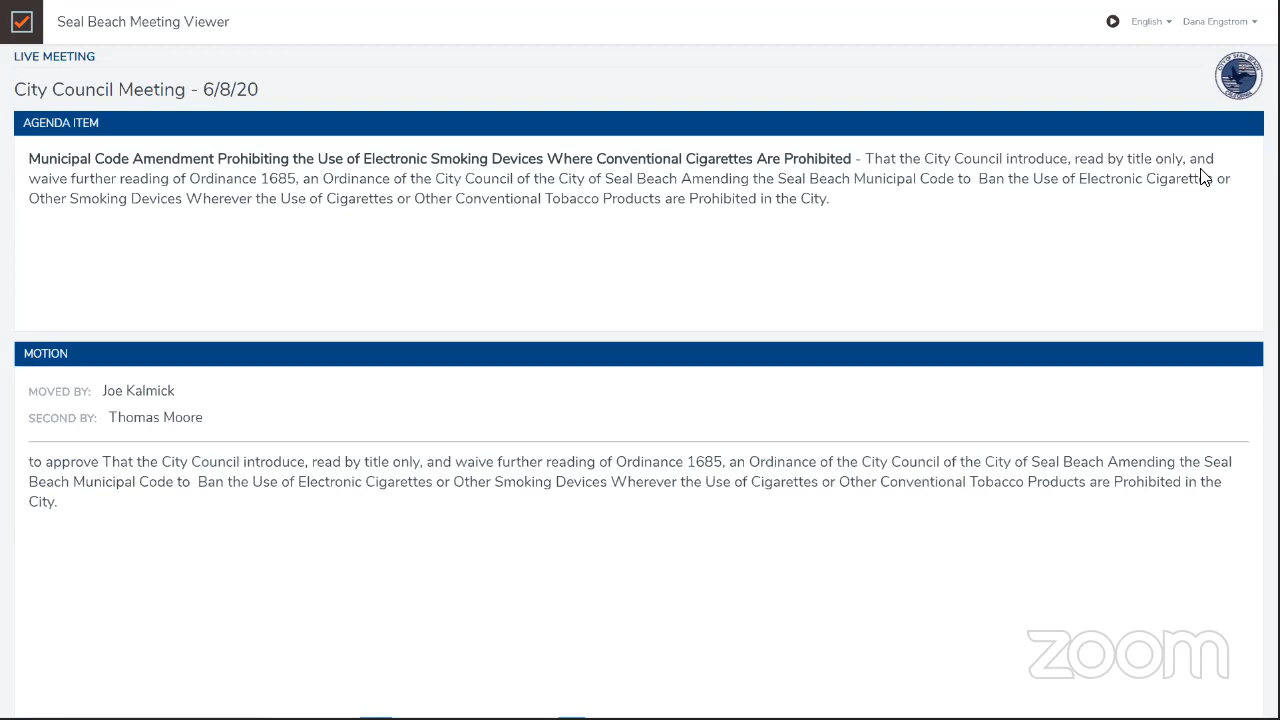 Seal Beach Meeting Viewer
English
Dana Engstrom
LIVE MEETING
City Council Meeting - 6/8/20
CITY OF SEAL BEACH
CALIFORNIA
AGENDA ITEM
Municipal Code Amendment Prohibiting the Use of Electronic Smoking Devices Where Conventional Cigarettes Are Prohibited - That the City Council introduce, read by title only, and
waive further reading of Ordinance 1685, an Ordinance of the City Council of the City of Seal Beach Amending the Seal Beach Municipal Code to Ban the Use of Electronic Cigarettes or
Other Smoking Devices Wherever the Use of Cigarettes or Other Conventional Tobacco Products are Prohibited in the City.
MOTION
MOVED BY: Joe Kalmick
SECOND BY: Thomas Moore
to approve That the City Council introduce, read by title only, and waive further reading of Ordinance 1685, an Ordinance of the City Council of the City of Seal Beach Amending the Seal
Beach Municipal Code to Ban the Use of Electronic Cigarettes or Other Smoking Devices Wherever the Use of Cigarettes or Other Conventional Tobacco Products are Prohibited in the
City.
zoom